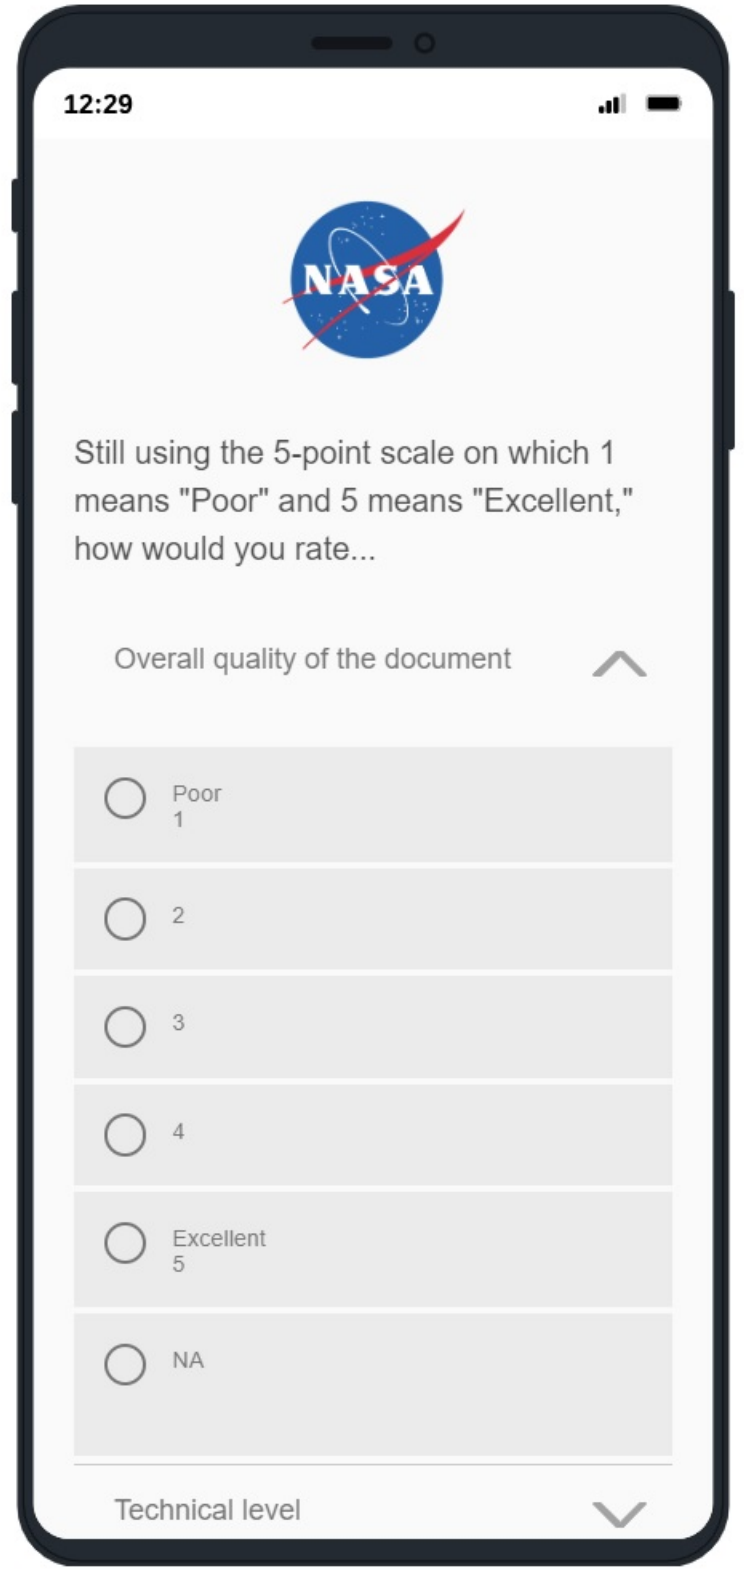 12:29
NASA
Still using the 5-point scale on which 1
means "Poor" and 5 means "Excellent,"
how would you rate...
Overall quality of the document
Poor
1
2
3
4
Excellent
5
NA
Technical level